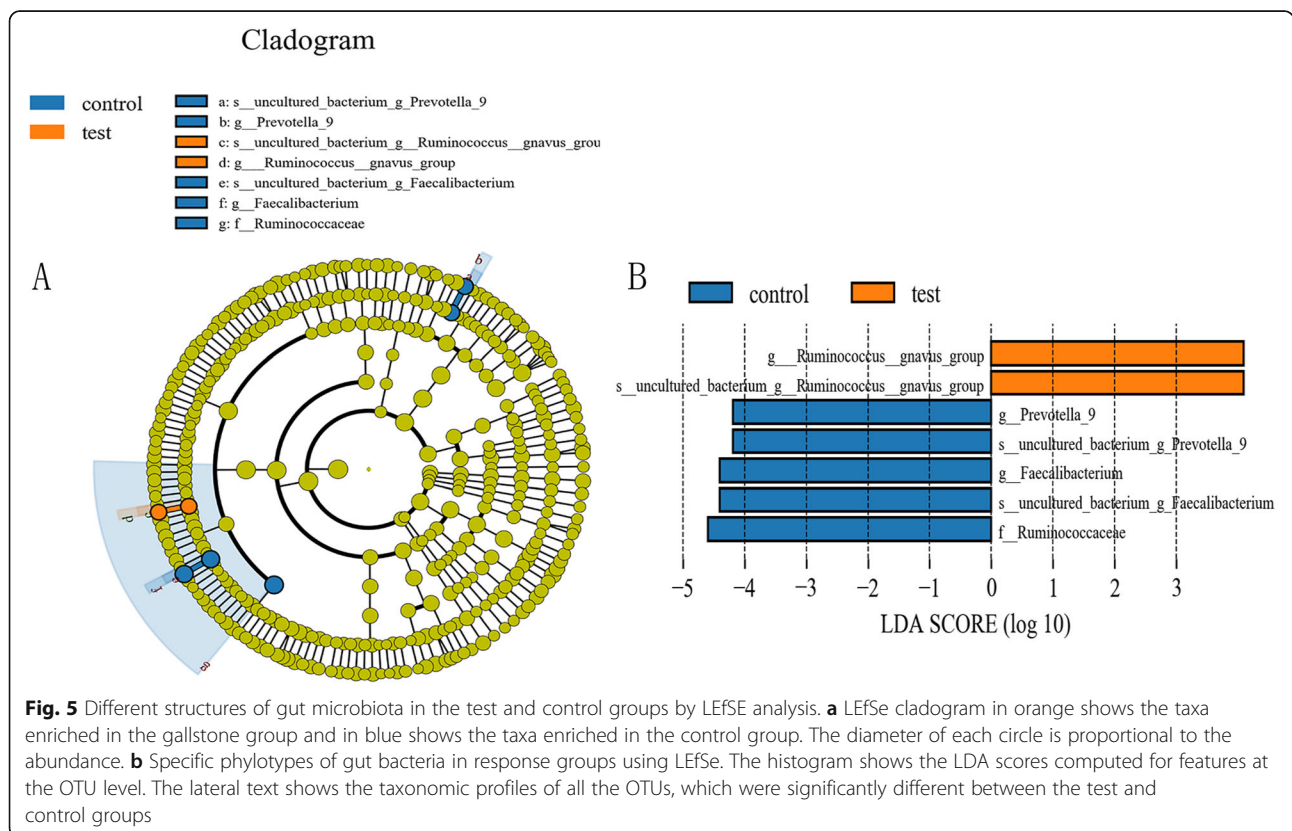 Cladogram
control
test
a: s__uncultured_bacterium_g_Prevotella_9
b: g__Prevotella_9
c: s__uncultured_bacterium_g__Ruminococcus__gnavus_grou
d: g___Ruminococcus__gnavus_group
e: s__uncultured_bacterium_g_Faecalibacterium
f: g__Faecalibacterium
g: f__Ruminococcaceae
A
b
a
d
g
B
control
test
g___Ruminococcus__gnavus_group
s__uncultured_bacterium_g__Ruminococcus__gnavus_group
g__Prevotella_9
s__uncultured_bacterium_g_Prevotella_9
g__Faecalibacterium
s__uncultured_bacterium_g_Faecalibacterium
f__Ruminococcaceae
−5 −4 −3 −2 −1 0 1 2 3
LDA SCORE (log 10)
Fig. 5 Different structures of gut microbiota in the test and control groups by LEfSE analysis. a LEfSe cladogram in orange shows the taxa
enriched in the gallstone group and in blue shows the taxa enriched in the control group. The diameter of each circle is proportional to the
abundance. b Specific phylotypes of gut bacteria in response groups using LEfSe. The histogram shows the LDA scores computed for features at
the OTU level. The lateral text shows the taxonomic profiles of all the OTUs, which were significantly different between the test and
control groups